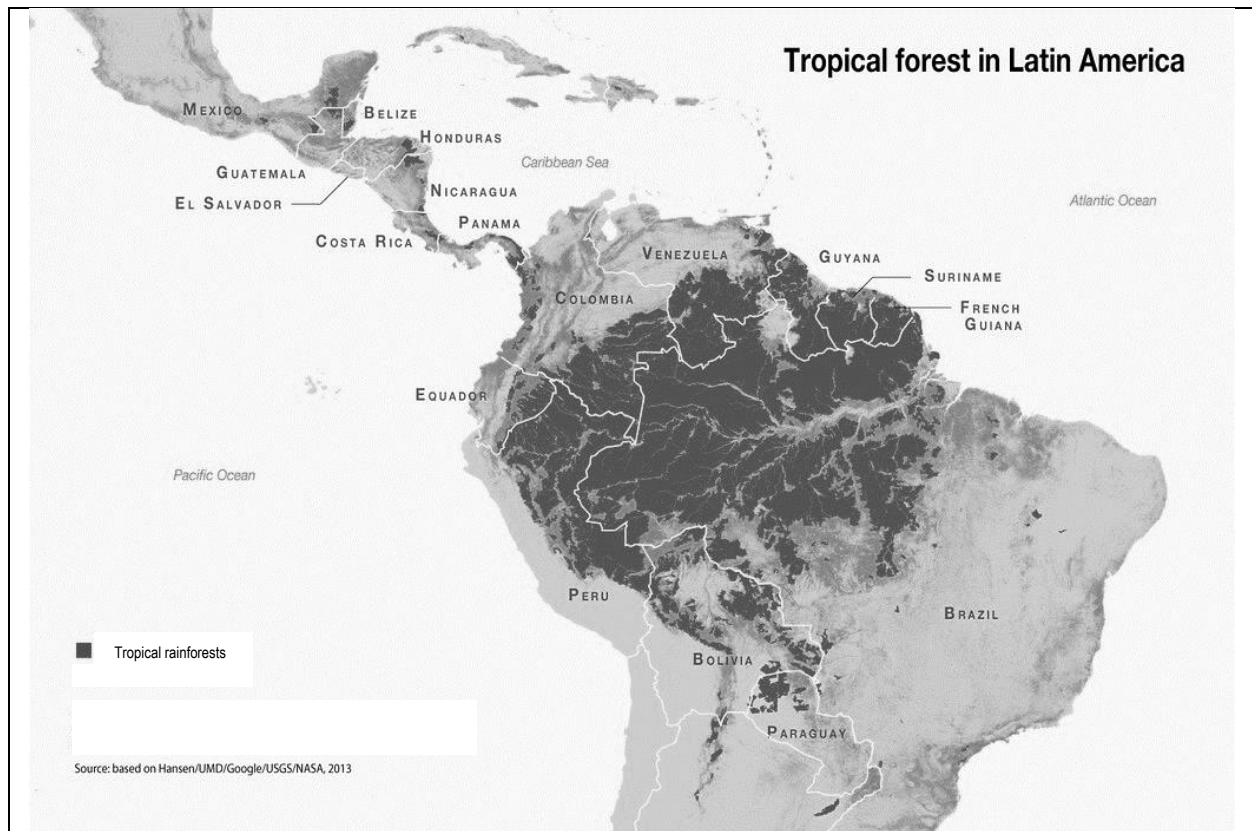 Tropical forest in Latin America
MEXICO
BELIZE
HONDURAS
Caribbean Sea
GUATEMALA
NICARAGUA
EL SALVADOR
Atlantic Ocean
PANAMA
COSTA RICA
VENEZUELA
GUYANA
SURINAME
COLOMBIA
FRENCH
GUIANA
EQUADOR
Pacific Ocean
PERU
BRAZIL
Tropical rainforests
BOLIVIA
PARAGUAY
Source: based on Hansen/UMD/Google/USGS/NASA, 2013